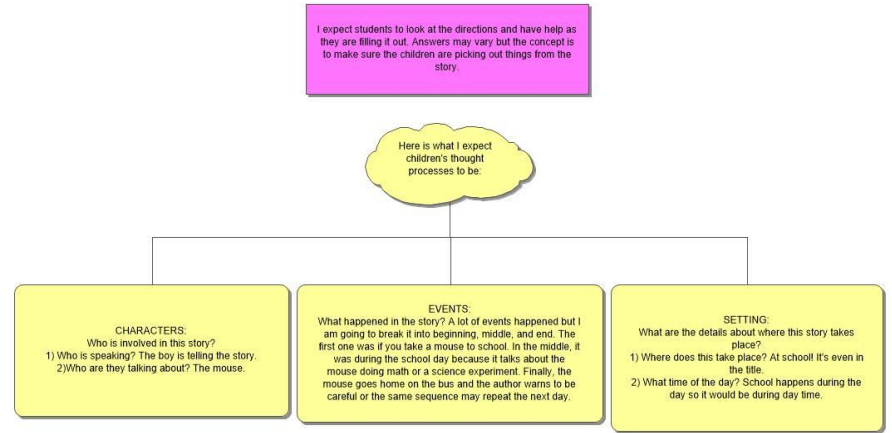 I expect students to look at the directions and have help as
they are filling it out. Answers may vary but the concept is
to make sure the children are picking out things from the
story.
Here is what I expect
children's thought
processes to be:
CHARACTERS:
Who is involved in this story?
1) Who is speaking? The boy is telling the story.
2)Who are they talking about? The mouse.
EVENTS:
What happened in the story? A lot of events happened but I
am going to break it into beginning, middle, and end. The
first one was if you take a mouse to school. In the middle, it
was during the school day because it talks about the
mouse doing math or a science experiment. Finally, the
mouse goes home on the bus and the author warns to be
careful or the same sequence may repeat the next day.
SETTING:
What are the details about where this story takes
place?
1) Where does this take place? At school! It's even in
the title.
2) What time of the day? School happens during the
day so it would be during day time.